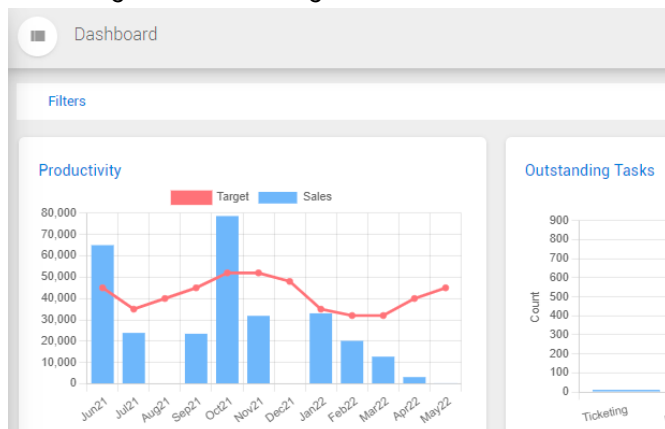 Dashboard
Filters
Productivity
Target Sales
80,000
70,000
60,000
50,000
40,000
30,000
20,000
10,000
0
Jun21 Jul21 Aug21 Sep21 Oct21 Nov21 Dec21 Jan22 Feb22 Mar22 Apr22 May22
Outstanding Tasks
Count
900
800
700
600
500
400
300
200
100
0
Ticketing